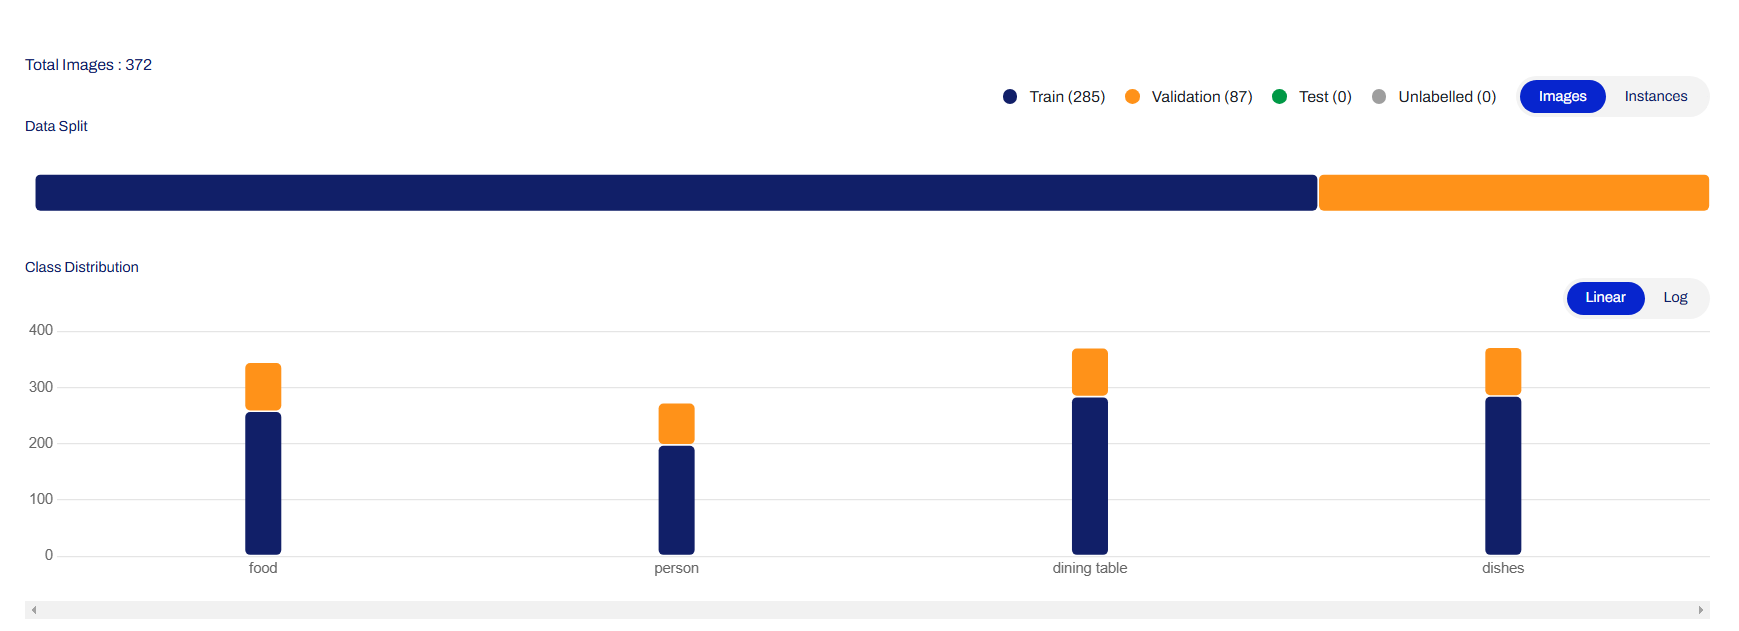 Total Images : 372
Train (285) Validation (87) Test (0) Unlabelled (0) Images Instances
Data Split
Class Distribution
Linear Log
400
300
200
100
0
food person dining table dishes